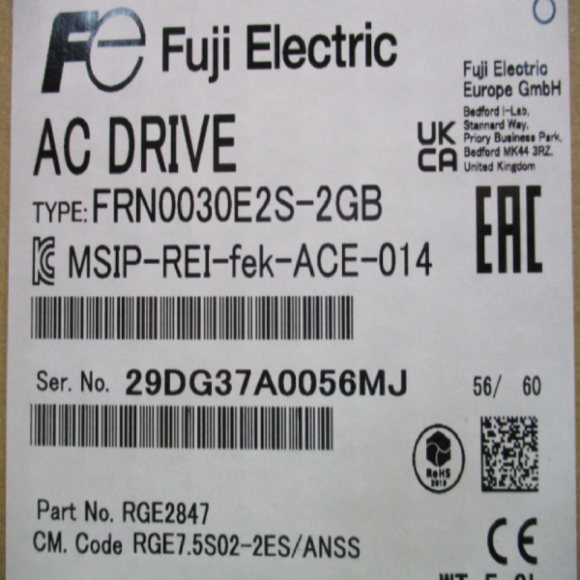 Fe Fuji Electric
Fuji Electric
Europe GmbH
Bedford i-Lab,
Stannard Way,
Priory Business Park,
Bedford MK44 3RZ,
United Kingdom
UK
CA
AC DRIVE
TYPE: FRN0030E2S-2GB
EAC
MSIP-REI-fek-ACE-014
Ser. No. 29DG37A0056MJ 56/ 60
RoHS
Part No. RGE2847
CM. Code RGE7.5S02-2ES/ANSS
CE